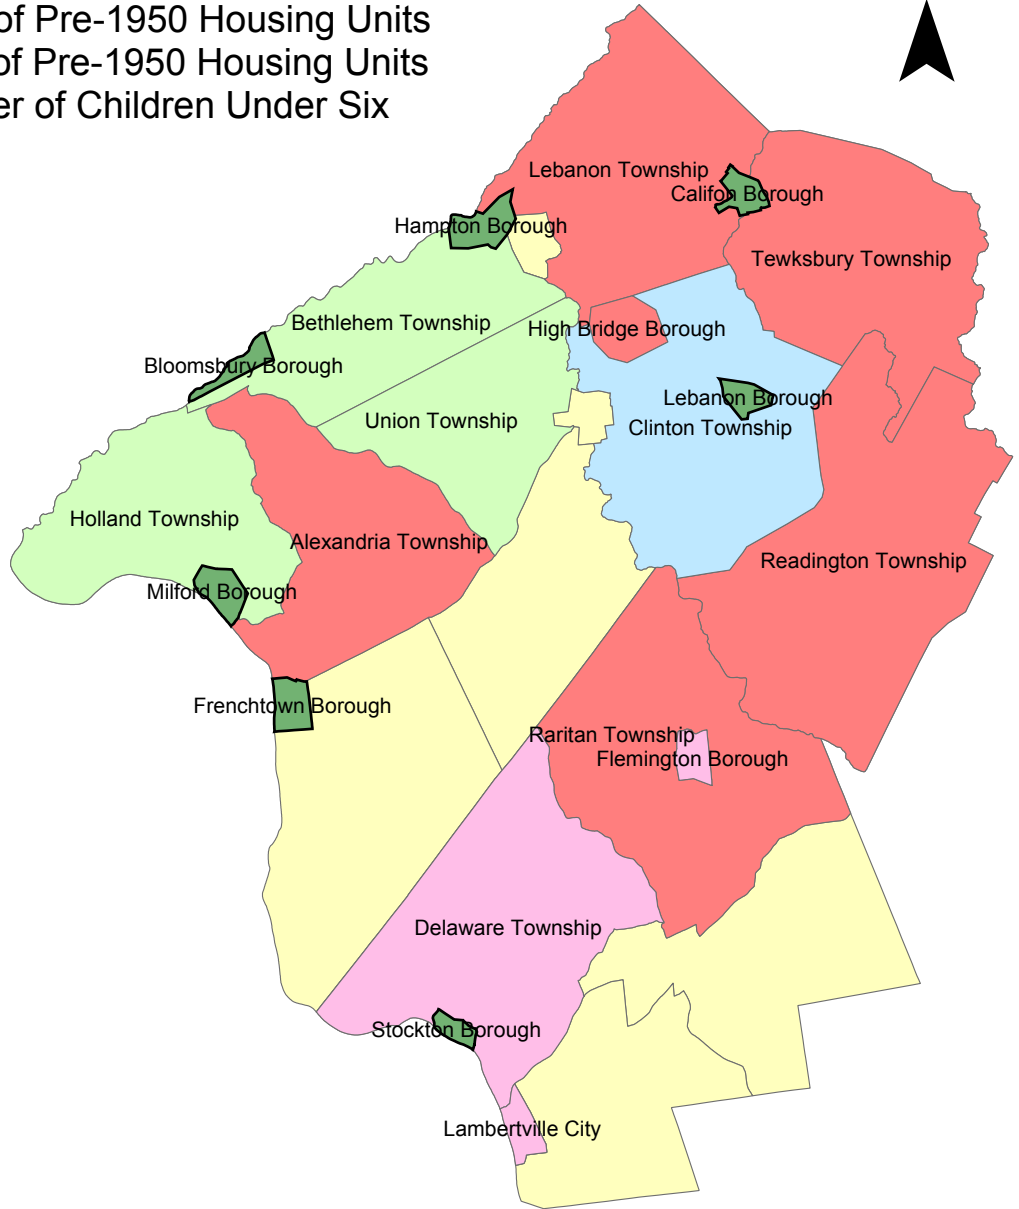 of Pre-1950 Housing Units
of Pre-1950 Housing Units
er of Children Under Six
Lebanon Township
Califon Borough
Hampton Borough
Tewksbury Township
Bethlehem Township
High Bridge Borough
Bloomsbury Borough
Lebanon Borough
Union Township
Clinton Township
Holland Township
Alexandria Township
Readington Township
Milford Borough
Frenchtown Borough
Raritan Township
Flemington Borough
Delaware Township
Stockton Borough
Lambertville City